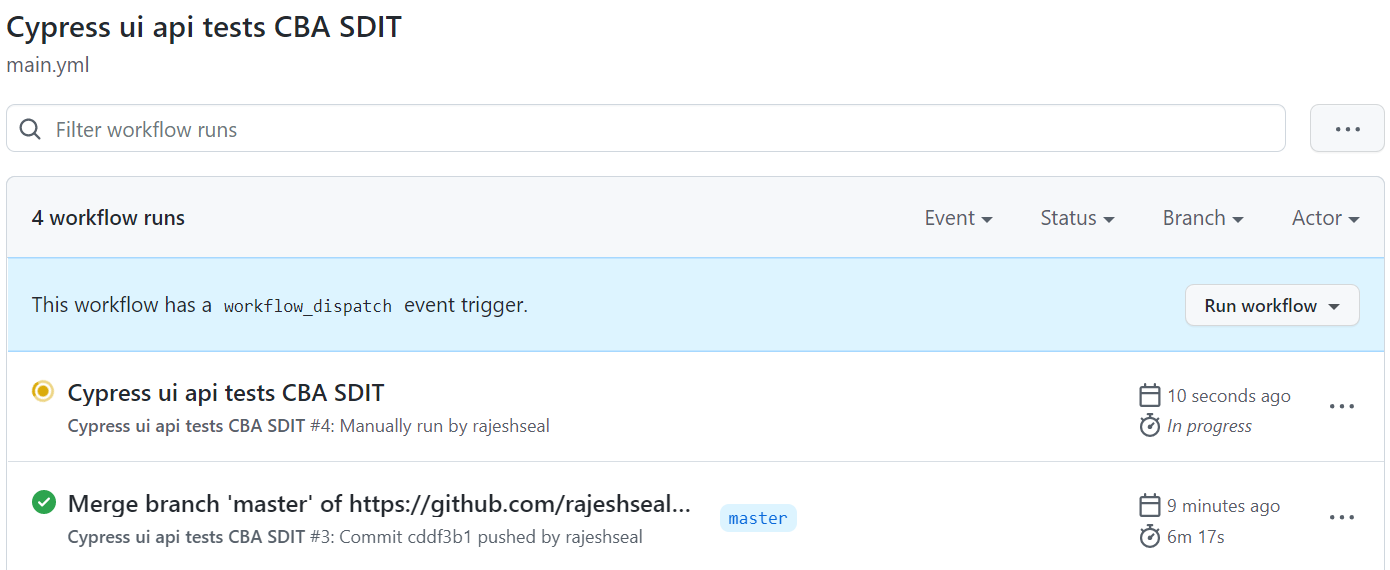 Cypress ui api tests CBA SDIT
main.yml
Filter workflow runs
4 workflow runs
Event
Status
Branch
Actor
This workflow has a workflow_dispatch event trigger.
Run workflow
Cypress ui api tests CBA SDIT
10 seconds ago
Cypress ui api tests CBA SDIT #4: Manually run by rajeshseal
In progress
Merge branch 'master' of https://github.com/rajeshseal...
master
9 minutes ago
Cypress ui api tests CBA SDIT #3: Commit cddf3b1 pushed by rajeshseal
6m 17s